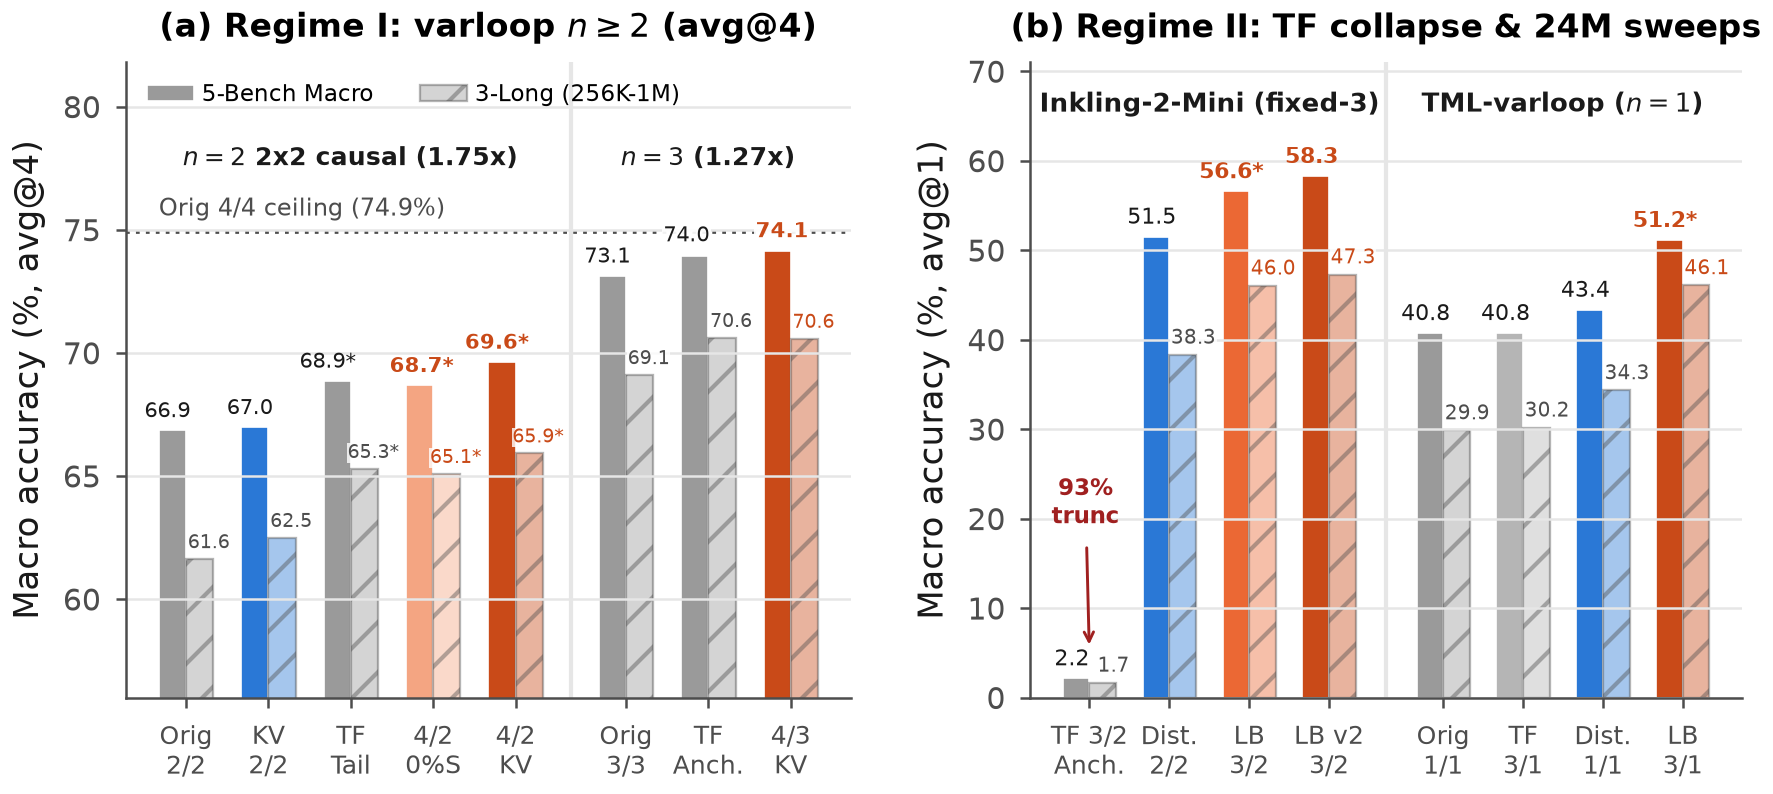 (a) Regime I: varloop n ≥ 2 (avg@4)
5-Bench Macro
3-Long (256K-1M)
n = 2 2x2 causal (1.75x)
n = 3 (1.27x)
Orig 4/4 ceiling (74.9%)
Macro accuracy (%, avg@4)
80
75
70
65
60
66.9
61.6
67.0
62.5
68.9*
65.3*
68.7*
65.1*
69.6*
65.9*
73.1
69.1
74.0
70.6
74.1
70.6
Orig
2/2
KV
2/2
TF
Tail
4/2
0%S
4/2
KV
Orig
3/3
TF
Anch.
4/3
KV
(b) Regime II: TF collapse & 24M sweeps
Inkling-2-Mini (fixed-3)
TML-varloop (n = 1)
Macro accuracy (%, avg@1)
70
60
50
40
30
20
10
0
93%
trunc
2.2
1.7
51.5
38.3
56.6*
46.0
58.3
47.3
40.8
29.9
40.8
30.2
43.4
34.3
51.2*
46.1
TF 3/2
Anch.
Dist.
2/2
LB
3/2
LB v2
3/2
Orig
1/1
TF
3/1
Dist.
1/1
LB
3/1